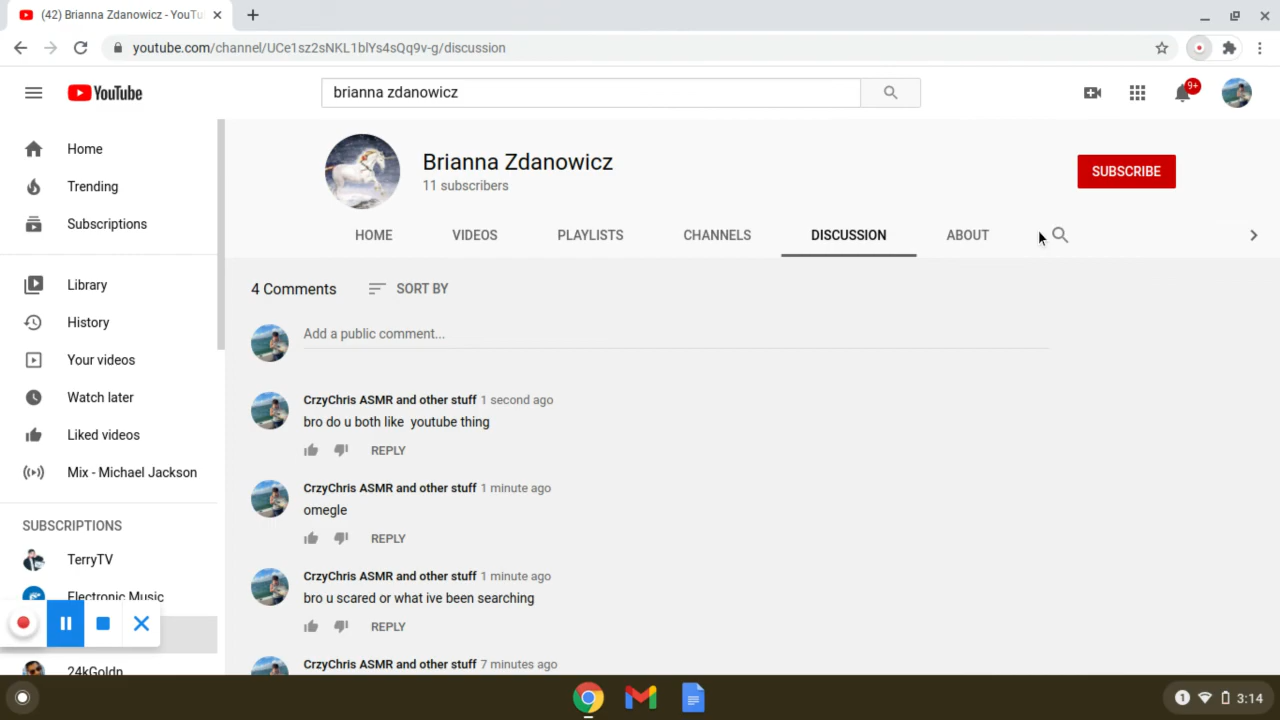 (42) Brianna Zdanowicz - YouTu
youtube.com/channel/UCe1sz2sNKL1blYs4sQq9v-g/discussion
YouTube
brianna zdanowicz
9+
Home
Trending
Subscriptions
Library
History
Your videos
Watch later
Liked videos
Mix - Michael Jackson
SUBSCRIPTIONS
TerryTV
Electronic Music
24kGoldn
Brianna Zdanowicz
11 subscribers
SUBSCRIBE
HOME VIDEOS PLAYLISTS CHANNELS DISCUSSION ABOUT
4 Comments SORT BY
Add a public comment...
CrzyChris ASMR and other stuff 1 second ago
bro do u both like  youtube thing
REPLY
CrzyChris ASMR and other stuff 1 minute ago
omegle
REPLY
CrzyChris ASMR and other stuff 1 minute ago
bro u scared or what ive been searching
REPLY
CrzyChris ASMR and other stuff 7 minutes ago
1 3:14